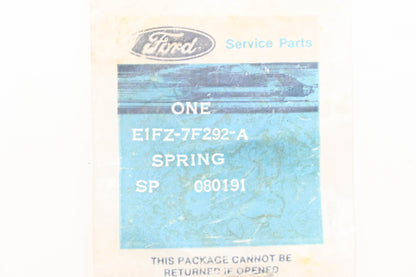 Ford
Service Parts
ONE
E1FZ-7F292-A
SPRING
SP 080191
THIS PACKAGE CANNOT BE
RETURNED IF OPENED